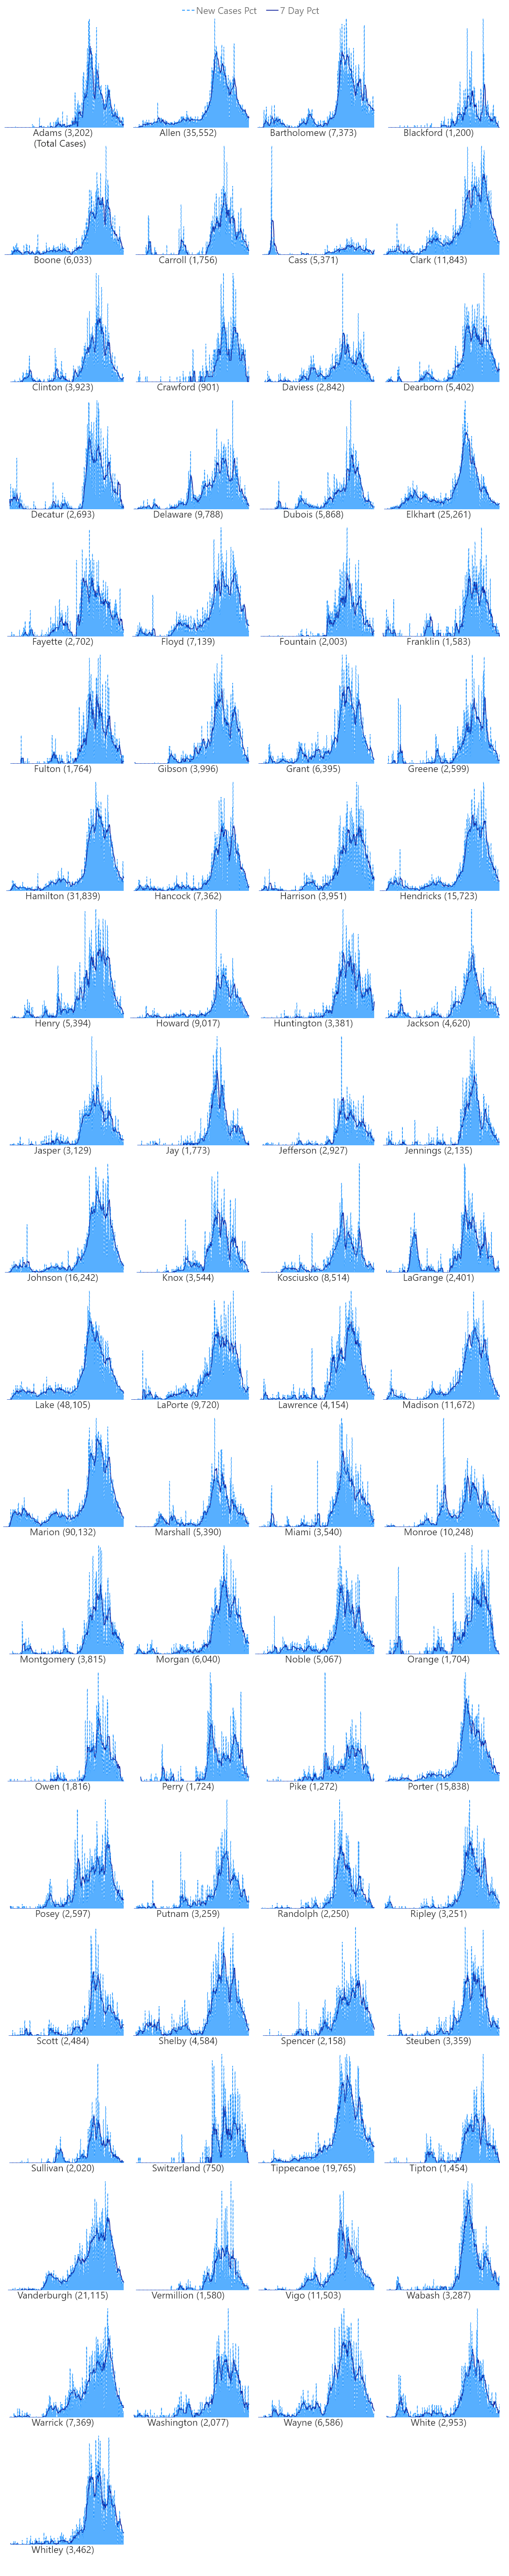 New Cases Pct 7 Day Pct
Adams (3,202) Allen (35,552) Bartholomew (7,373) Blackford (1,200)
(Total Cases)
Boone (6,033) Carroll (1,756) Cass (5,371) Clark (11,843)
Clinton (3,923) Crawford (901) Daviess (2,842) Dearborn (5,402)
Decatur (2,693) Delaware (9,788) Dubois (5,868) Elkhart (25,261)
Fayette (2,702) Floyd (7,139) Fountain (2,003) Franklin (1,583)
Fulton (1,764) Gibson (3,996) Grant (6,395) Greene (2,599)
Hamilton (31,839) Hancock (7,362) Harrison (3,951) Hendricks (15,723)
Henry (5,394) Howard (9,017) Huntington (3,381) Jackson (4,620)
Jasper (3,129) Jay (1,773) Jefferson (2,927) Jennings (2,135)
Johnson (16,242) Knox (3,544) Kosciusko (8,514) LaGrange (2,401)
Lake (48,105) LaPorte (9,720) Lawrence (4,154) Madison (11,672)
Marion (90,132) Marshall (5,390) Miami (3,540) Monroe (10,248)
Montgomery (3,815) Morgan (6,040) Noble (5,067) Orange (1,704)
Owen (1,816) Perry (1,724) Pike (1,272) Porter (15,838)
Posey (2,597) Putnam (3,259) Randolph (2,250) Ripley (3,251)
Scott (2,484) Shelby (4,584) Spencer (2,158) Steuben (3,359)
Sullivan (2,020) Switzerland (750) Tippecanoe (19,765) Tipton (1,454)
Vanderburgh (21,115) Vermillion (1,580) Vigo (11,503) Wabash (3,287)
Warrick (7,369) Washington (2,077) Wayne (6,586) White (2,953)
Whitley (3,462)